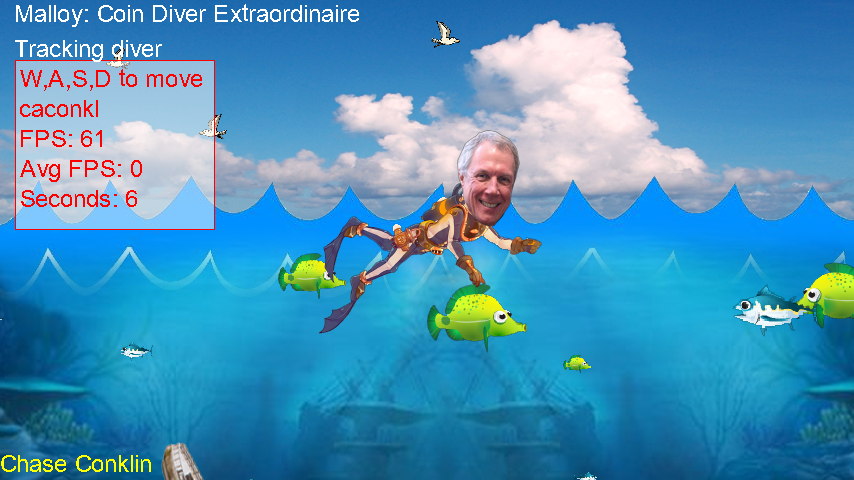 Malloy: Coin Diver Extraordinaire
Tracking diver
W,A,S,D to move
caconkl
FPS: 61
Avg FPS: 0
Seconds: 6
Chase Conklin